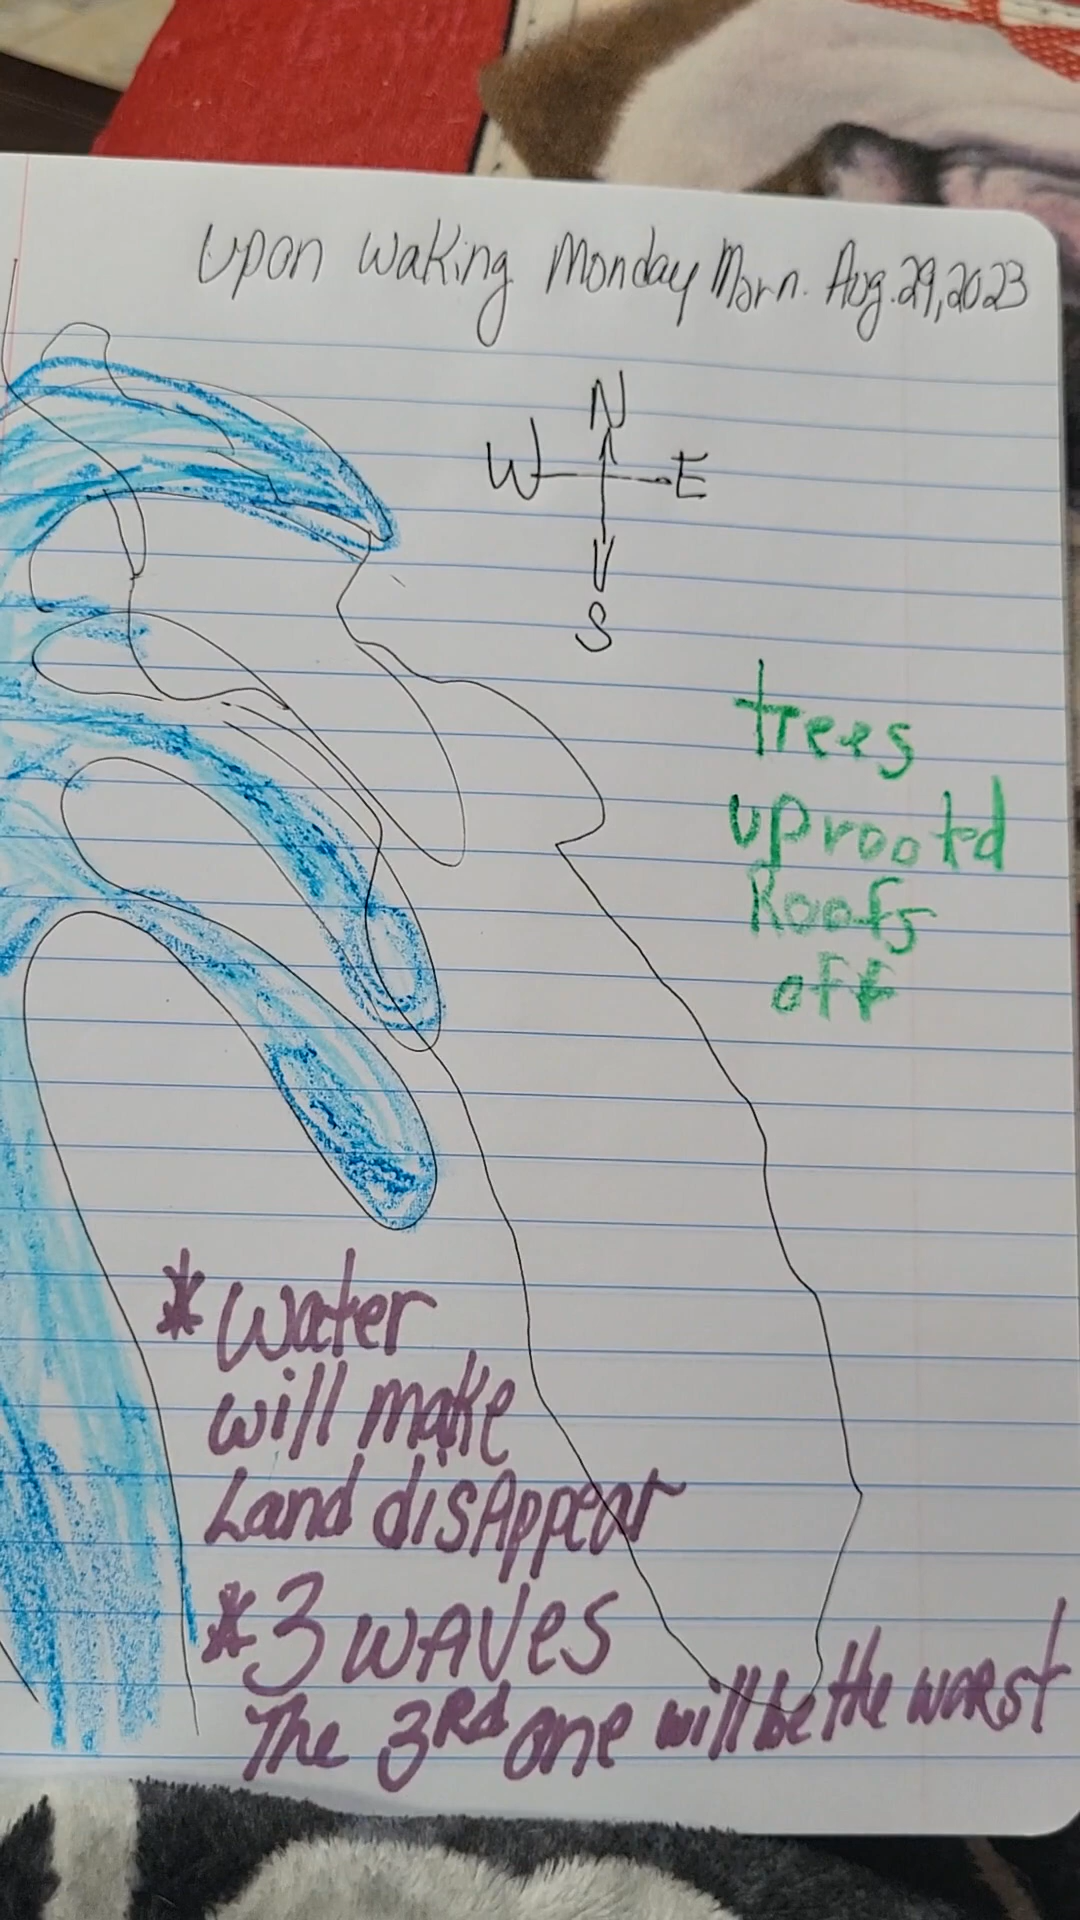 Upon Waking Monday Morn. Aug. 29, 2023
N
W E
S
trees
uprooted
Roofs
off
* Water
will make
Land disAppear
* 3 WAVes
The 3Rd one will be the worst